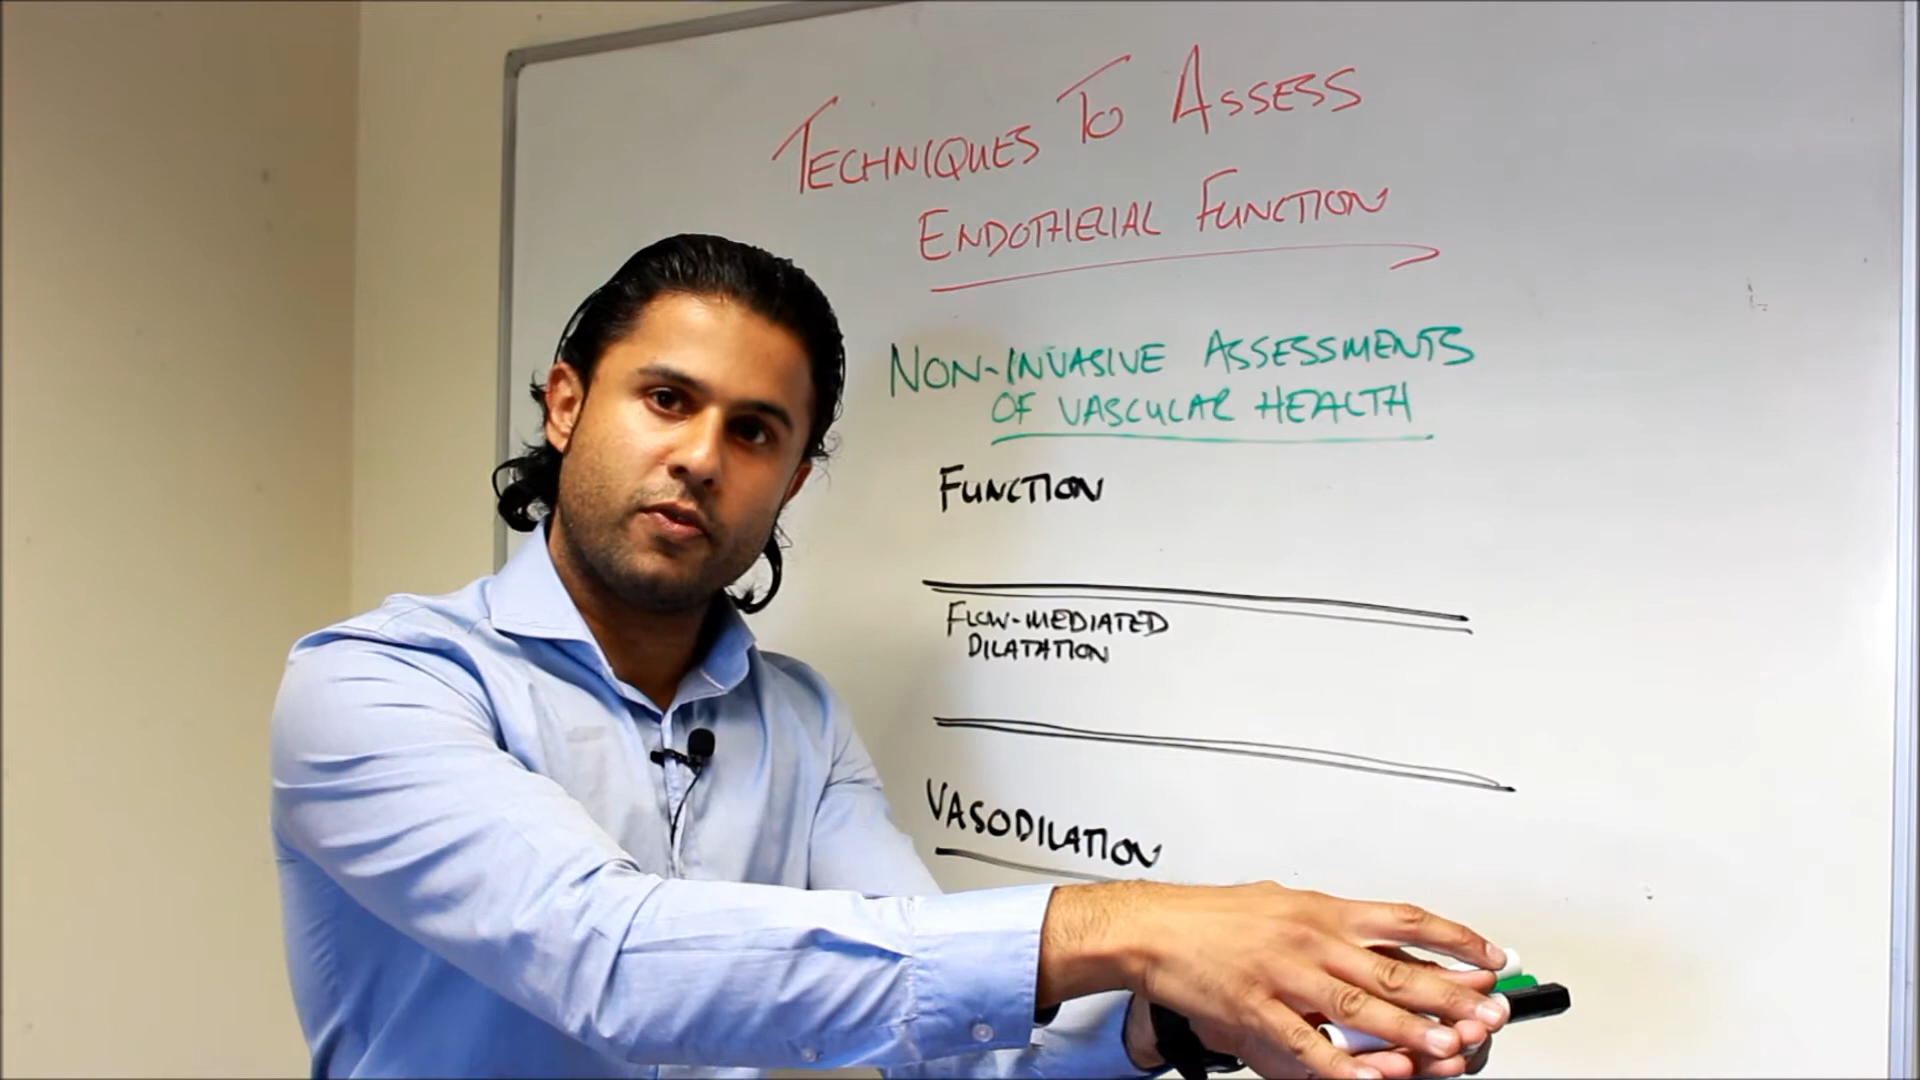 TECHNIQUES TO ASSESS
ENDOTHELIAL FUNCTION
NON-INVASIVE ASSESSMENTS
OF VASCULAR HEALTH
FUNCTION
FLOW-MEDIATED
DILATATION
VASODILATION